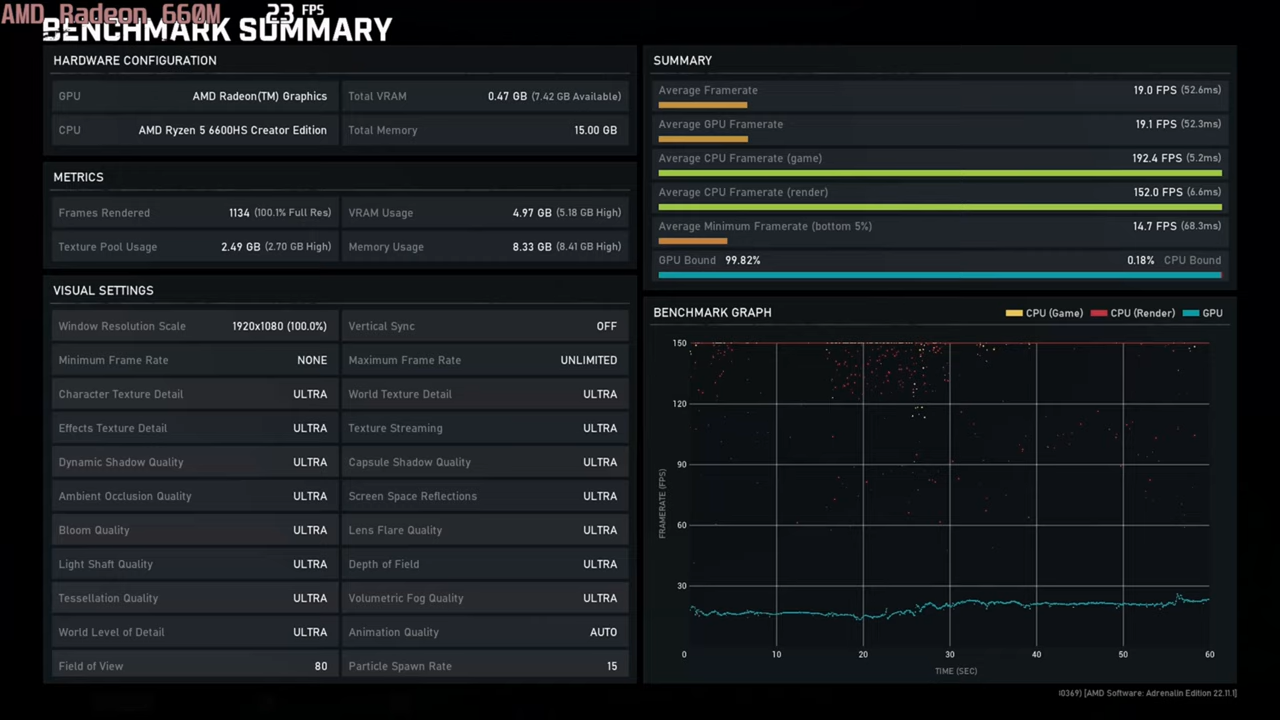 AMD Radeon 660M 23 FPS
BENCHMARK SUMMARY
HARDWARE CONFIGURATION
GPU AMD Radeon(TM) Graphics Total VRAM 0.47 GB (7.42 GB Available)
CPU AMD Ryzen 5 6600HS Creator Edition Total Memory 15.00 GB
METRICS
Frames Rendered 1134 (100.1% Full Res) VRAM Usage 4.97 GB (5.18 GB High)
Texture Pool Usage 2.49 GB (2.70 GB High) Memory Usage 8.33 GB (8.41 GB High)
VISUAL SETTINGS
Window Resolution Scale 1920x1080 (100.0%) Vertical Sync OFF
Minimum Frame Rate NONE Maximum Frame Rate UNLIMITED
Character Texture Detail ULTRA World Texture Detail ULTRA
Effects Texture Detail ULTRA Texture Streaming ULTRA
Dynamic Shadow Quality ULTRA Capsule Shadow Quality ULTRA
Ambient Occlusion Quality ULTRA Screen Space Reflections ULTRA
Bloom Quality ULTRA Lens Flare Quality ULTRA
Light Shaft Quality ULTRA Depth of Field ULTRA
Tessellation Quality ULTRA Volumetric Fog Quality ULTRA
World Level of Detail ULTRA Animation Quality AUTO
Field of View 80 Particle Spawn Rate 15
SUMMARY
Average Framerate 19.0 FPS (52.6ms)
Average GPU Framerate 19.1 FPS (52.3ms)
Average CPU Framerate (game) 192.4 FPS (5.2ms)
Average CPU Framerate (render) 152.0 FPS (6.6ms)
Average Minimum Framerate (bottom 5%) 14.7 FPS (68.3ms)
GPU Bound 99.82% 0.18% CPU Bound
BENCHMARK GRAPH CPU (Game) CPU (Render) GPU
150
120
90
60
30
FRAMERATE (FPS)
0 10 20 30 40 50 60
TIME (SEC)
0369) [AMD Software: Adrenalin Edition 22.11.1]